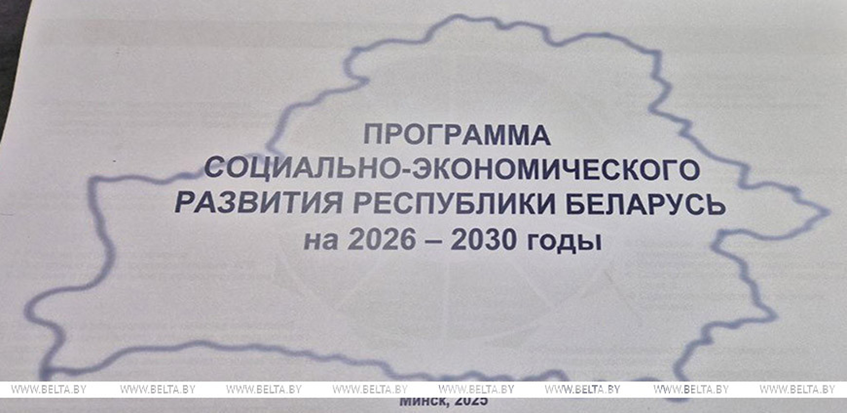 ПРОГРАММА
СОЦИАЛЬНО-ЭКОНОМИЧЕСКОГО
РАЗВИТИЯ РЕСПУБЛИКИ БЕЛАРУСЬ
на 2026 – 2030 годы
WWW.BELTA.BY WWW.BELTA.BY WWW.BELTA.BY WWW.BELTA.BY WWW.BELTA.BY WWW.BELTA.BY WWW.BELTA.BY WWW.BELTA.BY
Минск, 2025